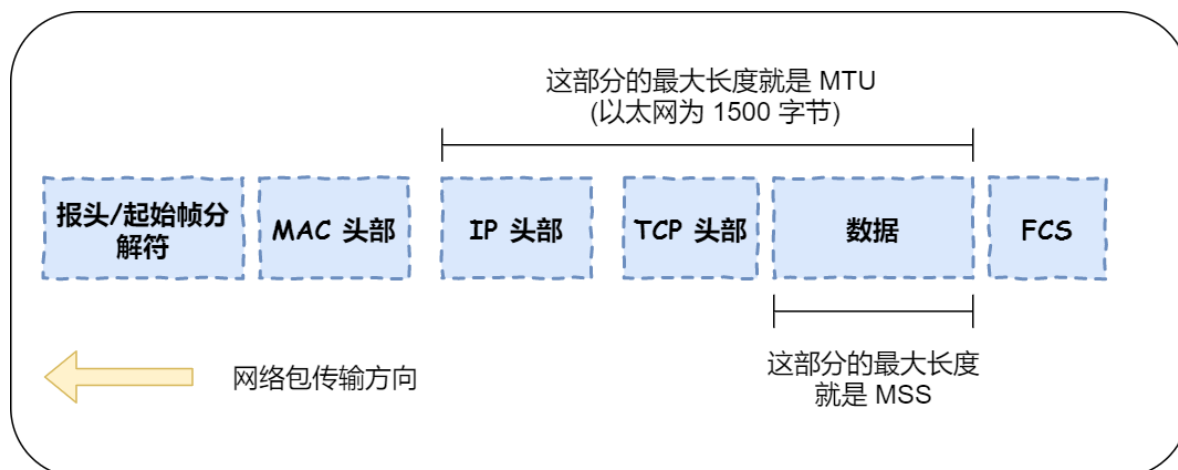 这部分的最大长度就是 MTU
(以太网为 1500 字节)
报头/起始帧分
解符
MAC 头部
IP 头部
TCP 头部
数据
FCS
网络包传输方向
这部分的最大长度
就是 MSS